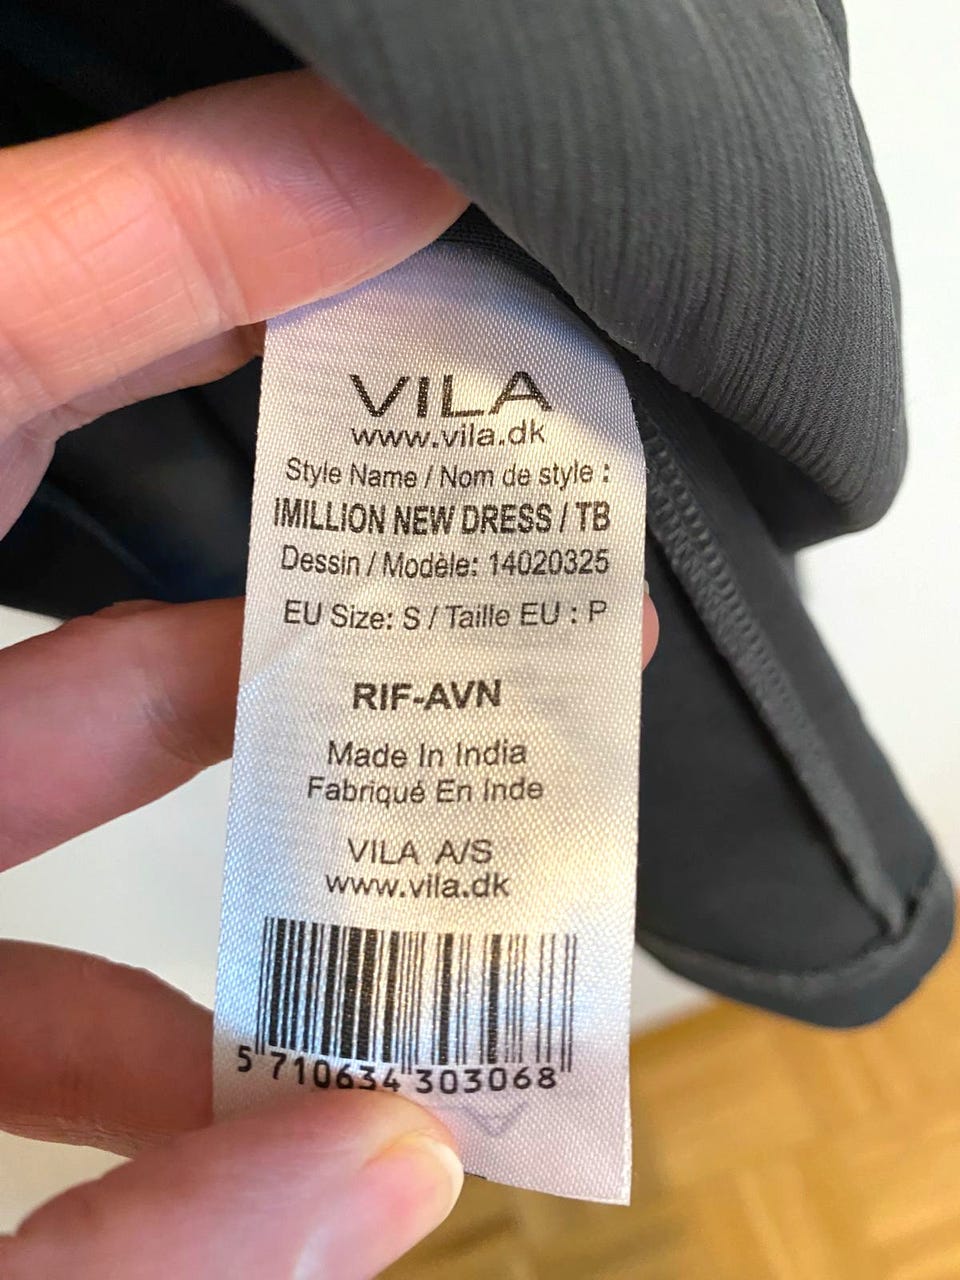 VILA
www.vila.dk
Style Name / Nom de style :
IMILLION NEW DRESS / TB
Dessin / Modèle: 14020325
EU Size: S / Taille EU : P
RIF-AVN
Made In India
Fabriqué En Inde
VILA A/S
www.vila.dk
5 710634 303068